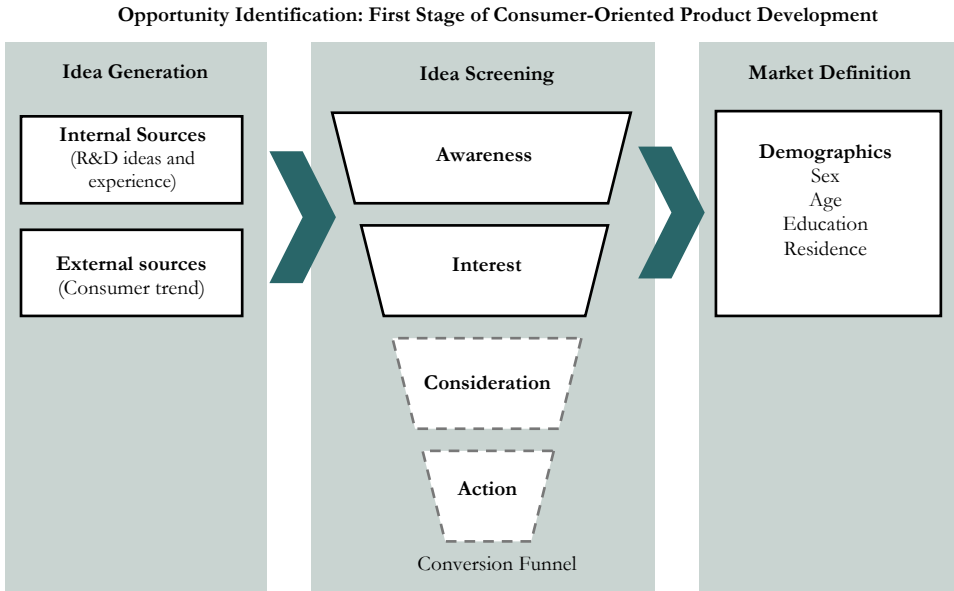 Opportunity Identification: First Stage of Consumer-Oriented Product Development
Idea Generation
Internal Sources
(R&D ideas and
experience)
External sources
(Consumer trend)
Idea Screening
Awareness
Interest
Consideration
Action
Conversion Funnel
Market Definition
Demographics
Sex
Age
Education
Residence